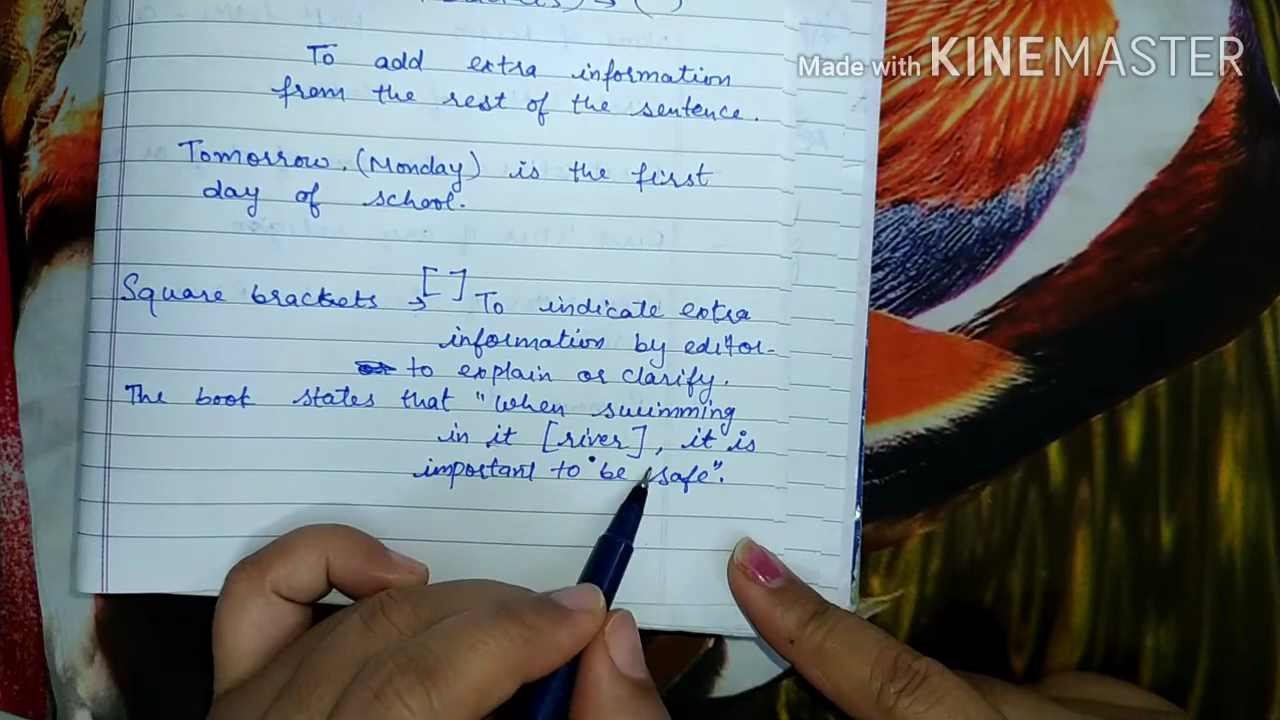 → ( )
Made with KINEMASTER
To add extra information
from the rest of the sentence.
Tomorrow (Monday) is the first
day of school.
Square brackets → [ ] To indicate extra
information by editor-
to explain or clarify.
The book states that "when swimming
in it [river], it is
important to be safe".